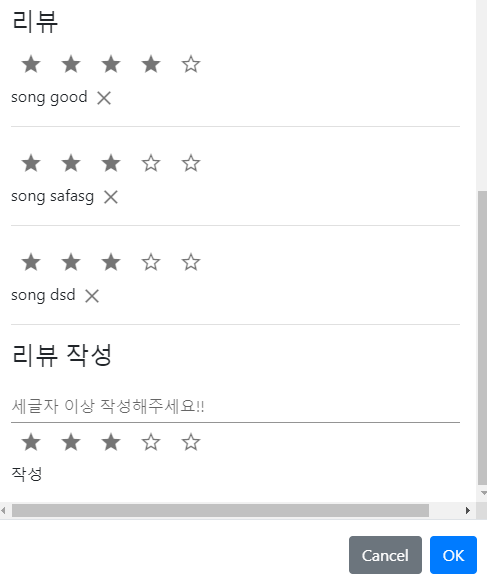 리뷰
song good
song safasg
song dsd
리뷰 작성
세글자 이상 작성해주세요!!
작성
Cancel OK